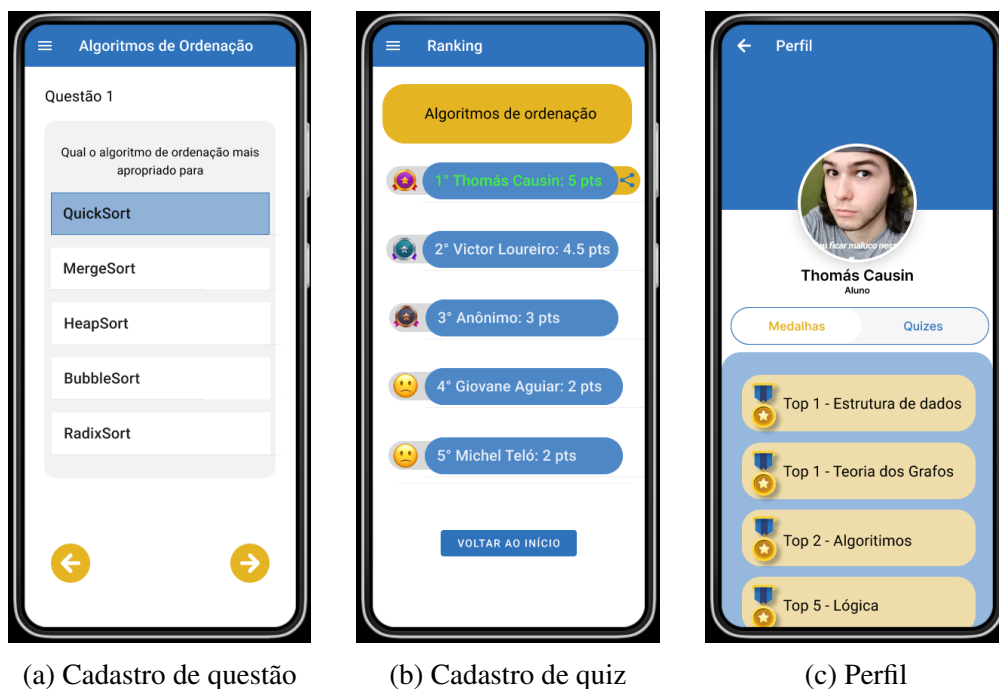 Algoritmos de Ordenação
Questão 1
Qual o algoritmo de ordenação mais
apropriado para
QuickSort
MergeSort
HeapSort
BubbleSort
RadixSort
(a) Cadastro de questão
Ranking
Algoritmos de ordenação
1° Thomás Causin: 5 pts
2° Victor Loureiro: 4.5 pts
3° Anônimo: 3 pts
4° Giovane Aguiar: 2 pts
5° Michel Teló: 2 pts
VOLTAR AO INÍCIO
(b) Cadastro de quiz
Perfil
ficar maluco
Thomás Causin
Aluno
Medalhas
Quizes
Top 1 - Estrutura de dados
Top 1 - Teoria dos Grafos
Top 2 - Algoritimos
Top 5 - Lógica
(c) Perfil